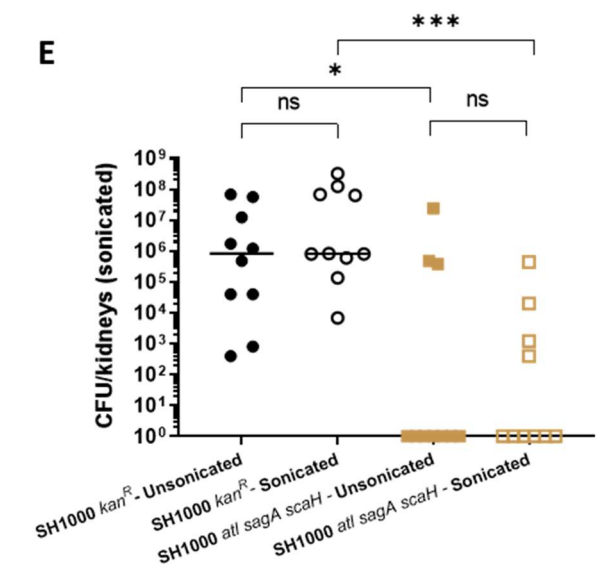 E
***
*
ns
ns
CFU/kidneys (sonicated)
10⁹
10⁸
10⁷
10⁶
10⁵
10⁴
10³
10²
10¹
10⁰
SH1000 kanᴿ- Unsonicated
SH1000 kanᴿ- Sonicated
SH1000 atl sagA scaH - Unsonicated
SH1000 atl sagA scaH - Sonicated